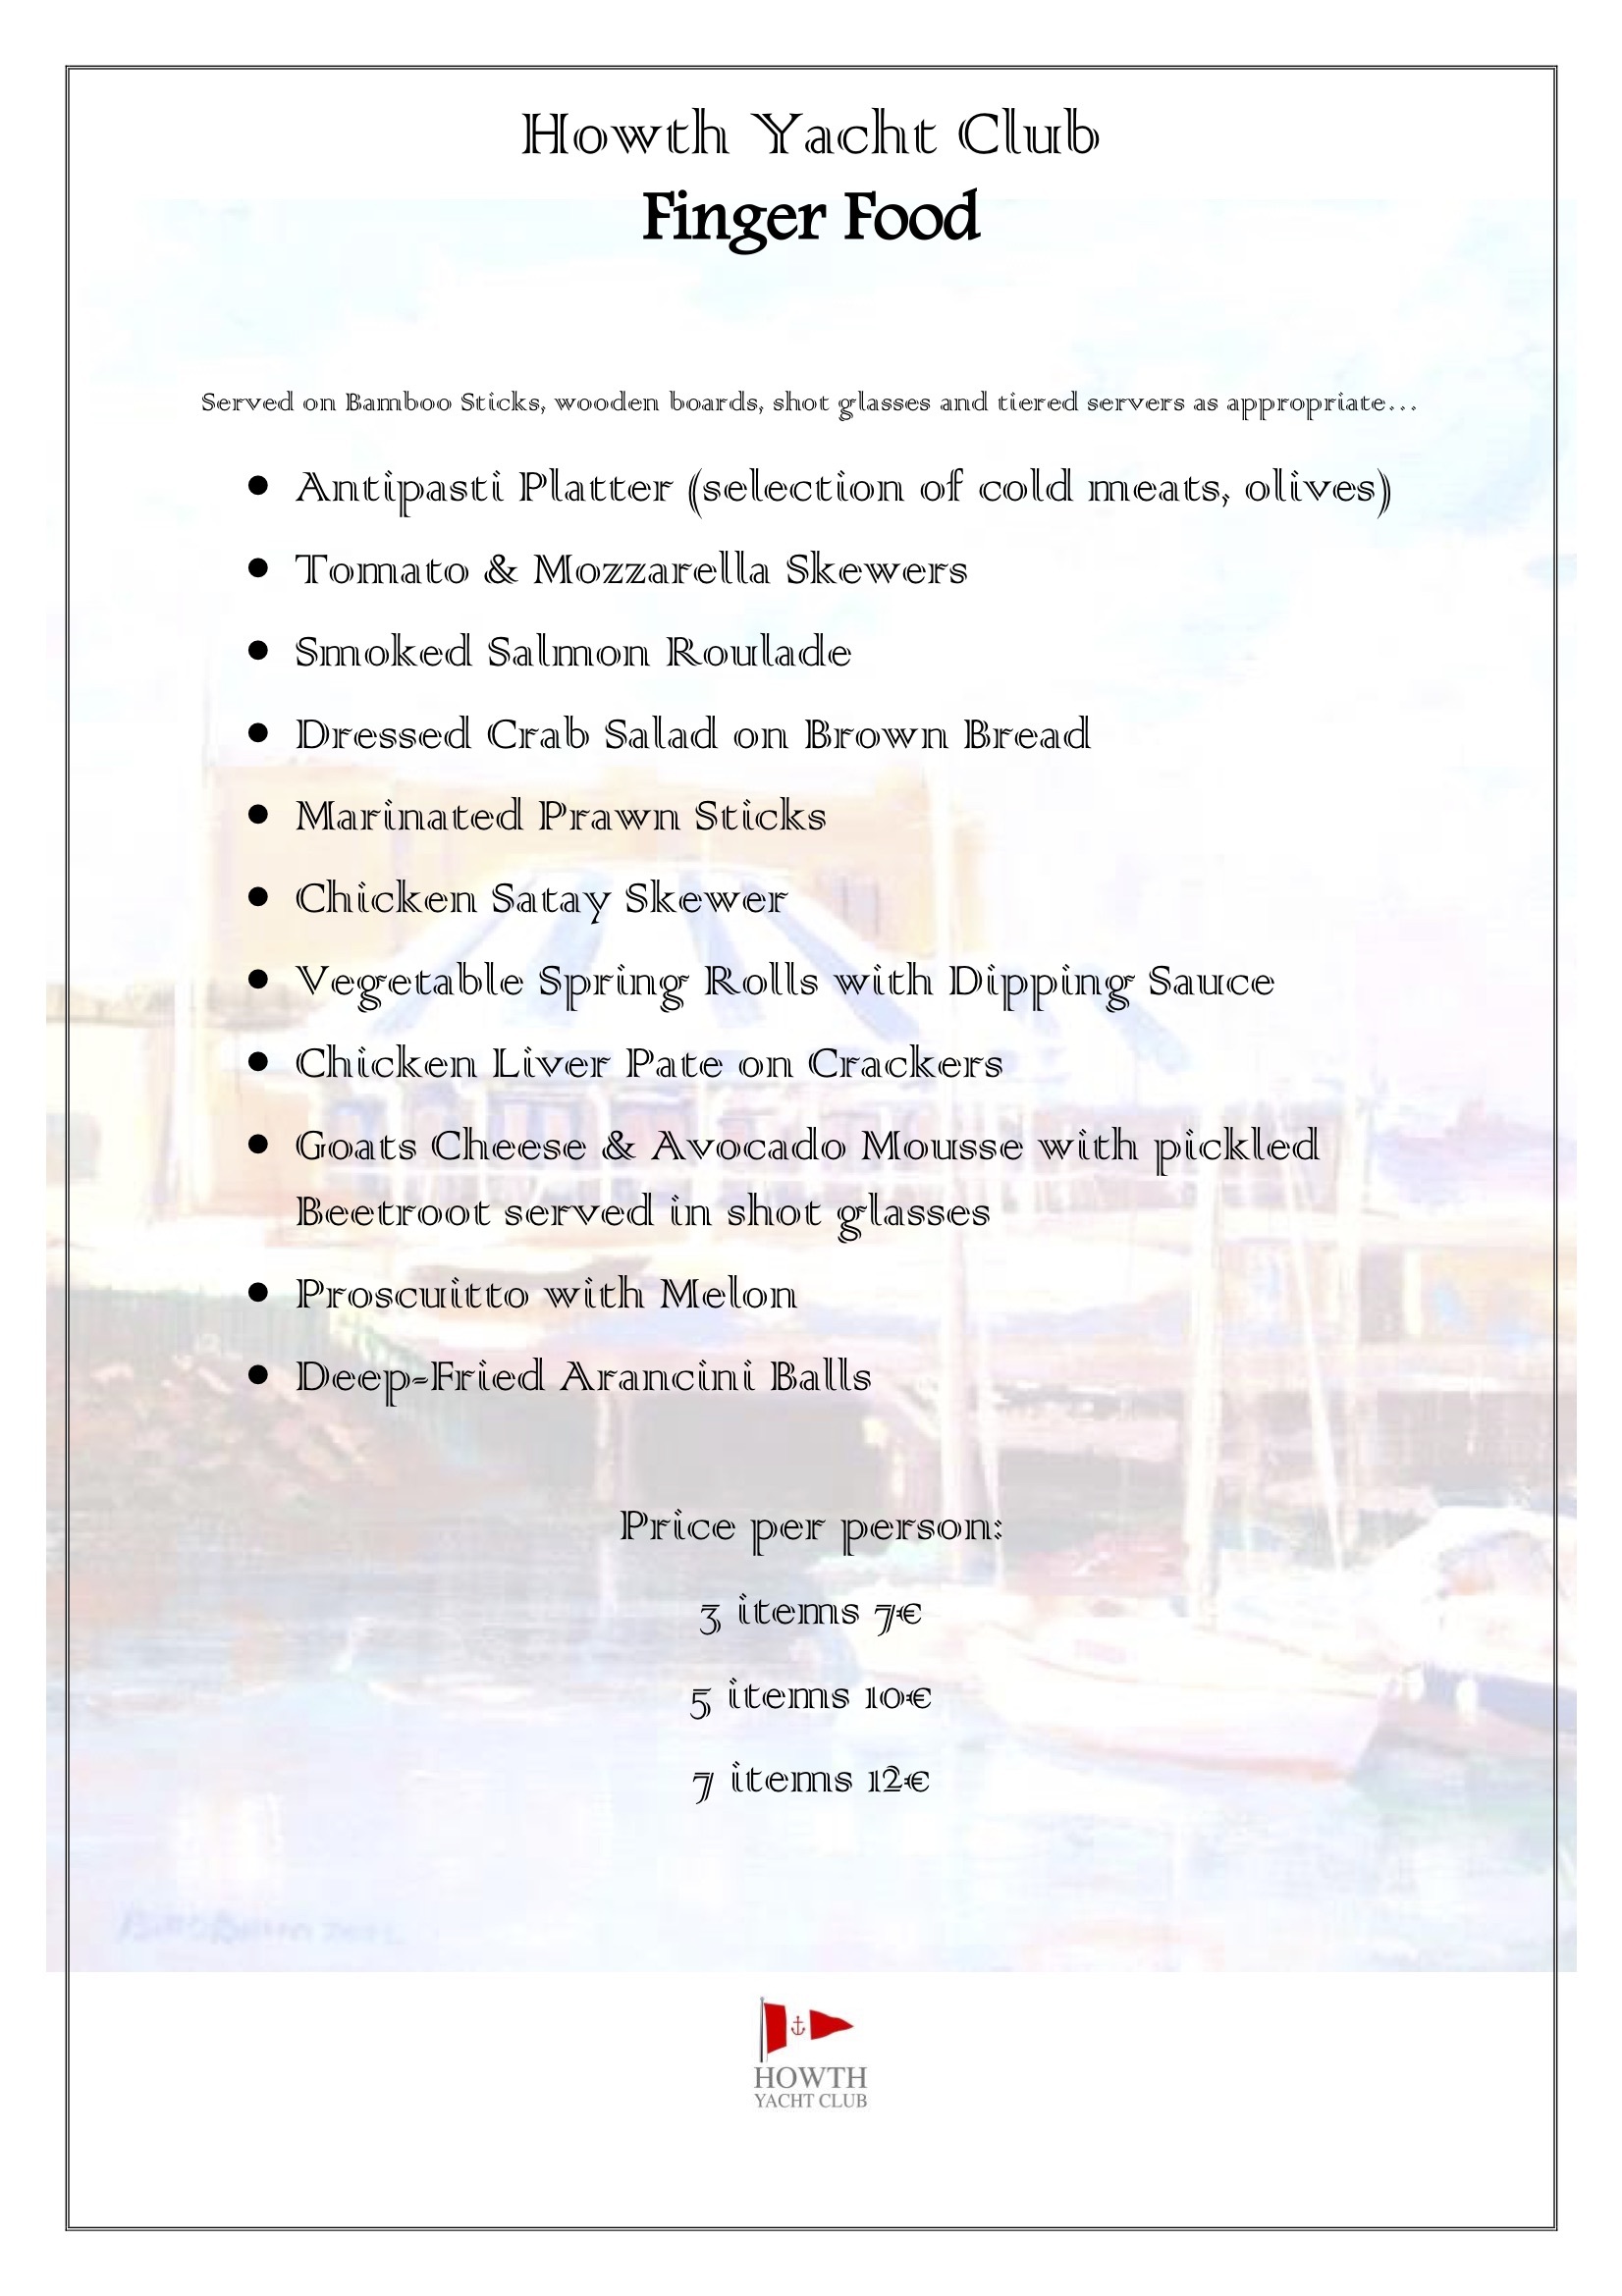 Howth Yacht Club
Finger Food
Served on Bamboo Sticks, wooden boards, shot glasses and tiered servers as appropriate…
• Antipasti Platter (selection of cold meats, olives)
• Tomato & Mozzarella Skewers
• Smoked Salmon Roulade
• Dressed Crab Salad on Brown Bread
• Marinated Prawn Sticks
• Chicken Satay Skewer
• Vegetable Spring Rolls with Dipping Sauce
• Chicken Liver Pate on Crackers
• Goats Cheese & Avocado Mousse with pickled
Beetroot served in shot glasses
• Proscuitto with Melon
• Deep-Fried Arancini Balls
Price per person:
3 items 7€
5 items 10€
7 items 12€
HOWTH
YACHT CLUB